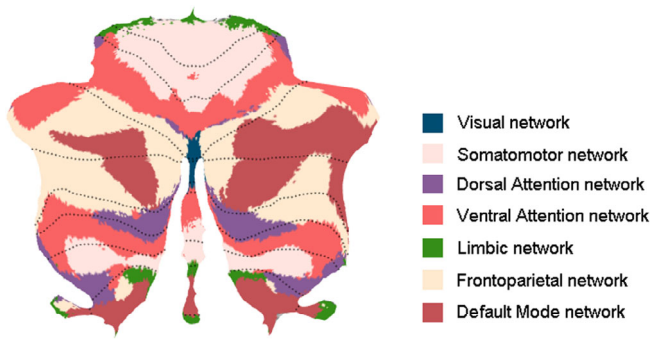 Visual network
Somatomotor network
Dorsal Attention network
Ventral Attention network
Limbic network
Frontoparietal network
Default Mode network